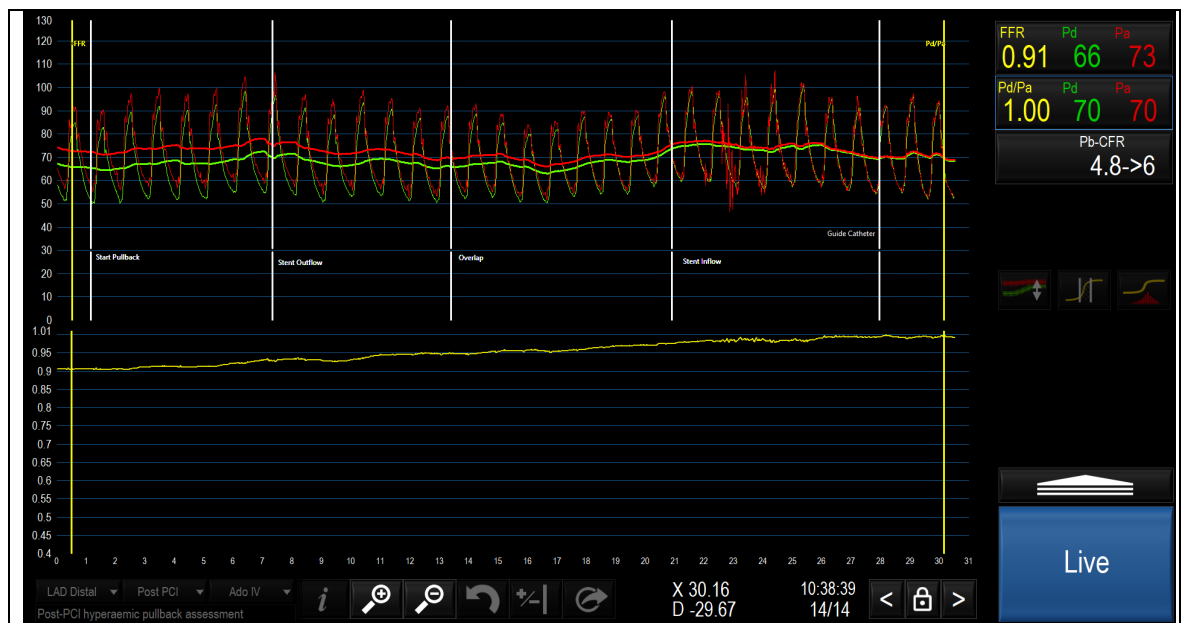 130
120
110
100
90
80
70
60
50
40
30
20
10
0
FFR
Pd/Pa
Guide Catheter
Start Pullback
Stent Outflow
Overlap
Stent Inflow
1.01
0.95
0.9
0.85
0.8
0.75
0.7
0.65
0.6
0.55
0.5
0.45
0.4
0 1 2 3 4 5 6 7 8 9 10 11 12 13 14 15 16 17 18 19 20 21 22 23 24 25 26 27 28 29 30 31
FFR Pd Pa
0.91 66 73
Pd/Pa Pd Pa
1.00 70 70
Pb-CFR
4.8->6
Live
LAD Distal Post PCI Ado IV
Post-PCI hyperaemic pullback assessment
i
+/-
X 30.16 10:38:39
D -29.67 14/14
< >